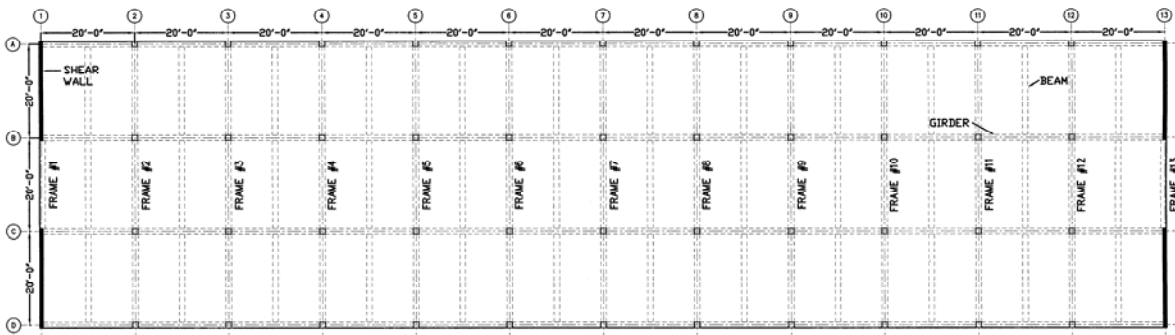 1 2 3 4 5 6 7 8 9 10 11 12 13
20'-0" 20'-0" 20'-0" 20'-0" 20'-0" 20'-0" 20'-0" 20'-0" 20'-0" 20'-0" 20'-0" 20'-0"
A
SHEAR
WALL
BEAM
20'-0"
GIRDER
B
FRAME #1 FRAME #2 FRAME #3 FRAME #4 FRAME #5 FRAME #6 FRAME #7 FRAME #8 FRAME #9 FRAME #10 FRAME #11 FRAME #12 FRAME #13
20'-0"
C
20'-0"
D